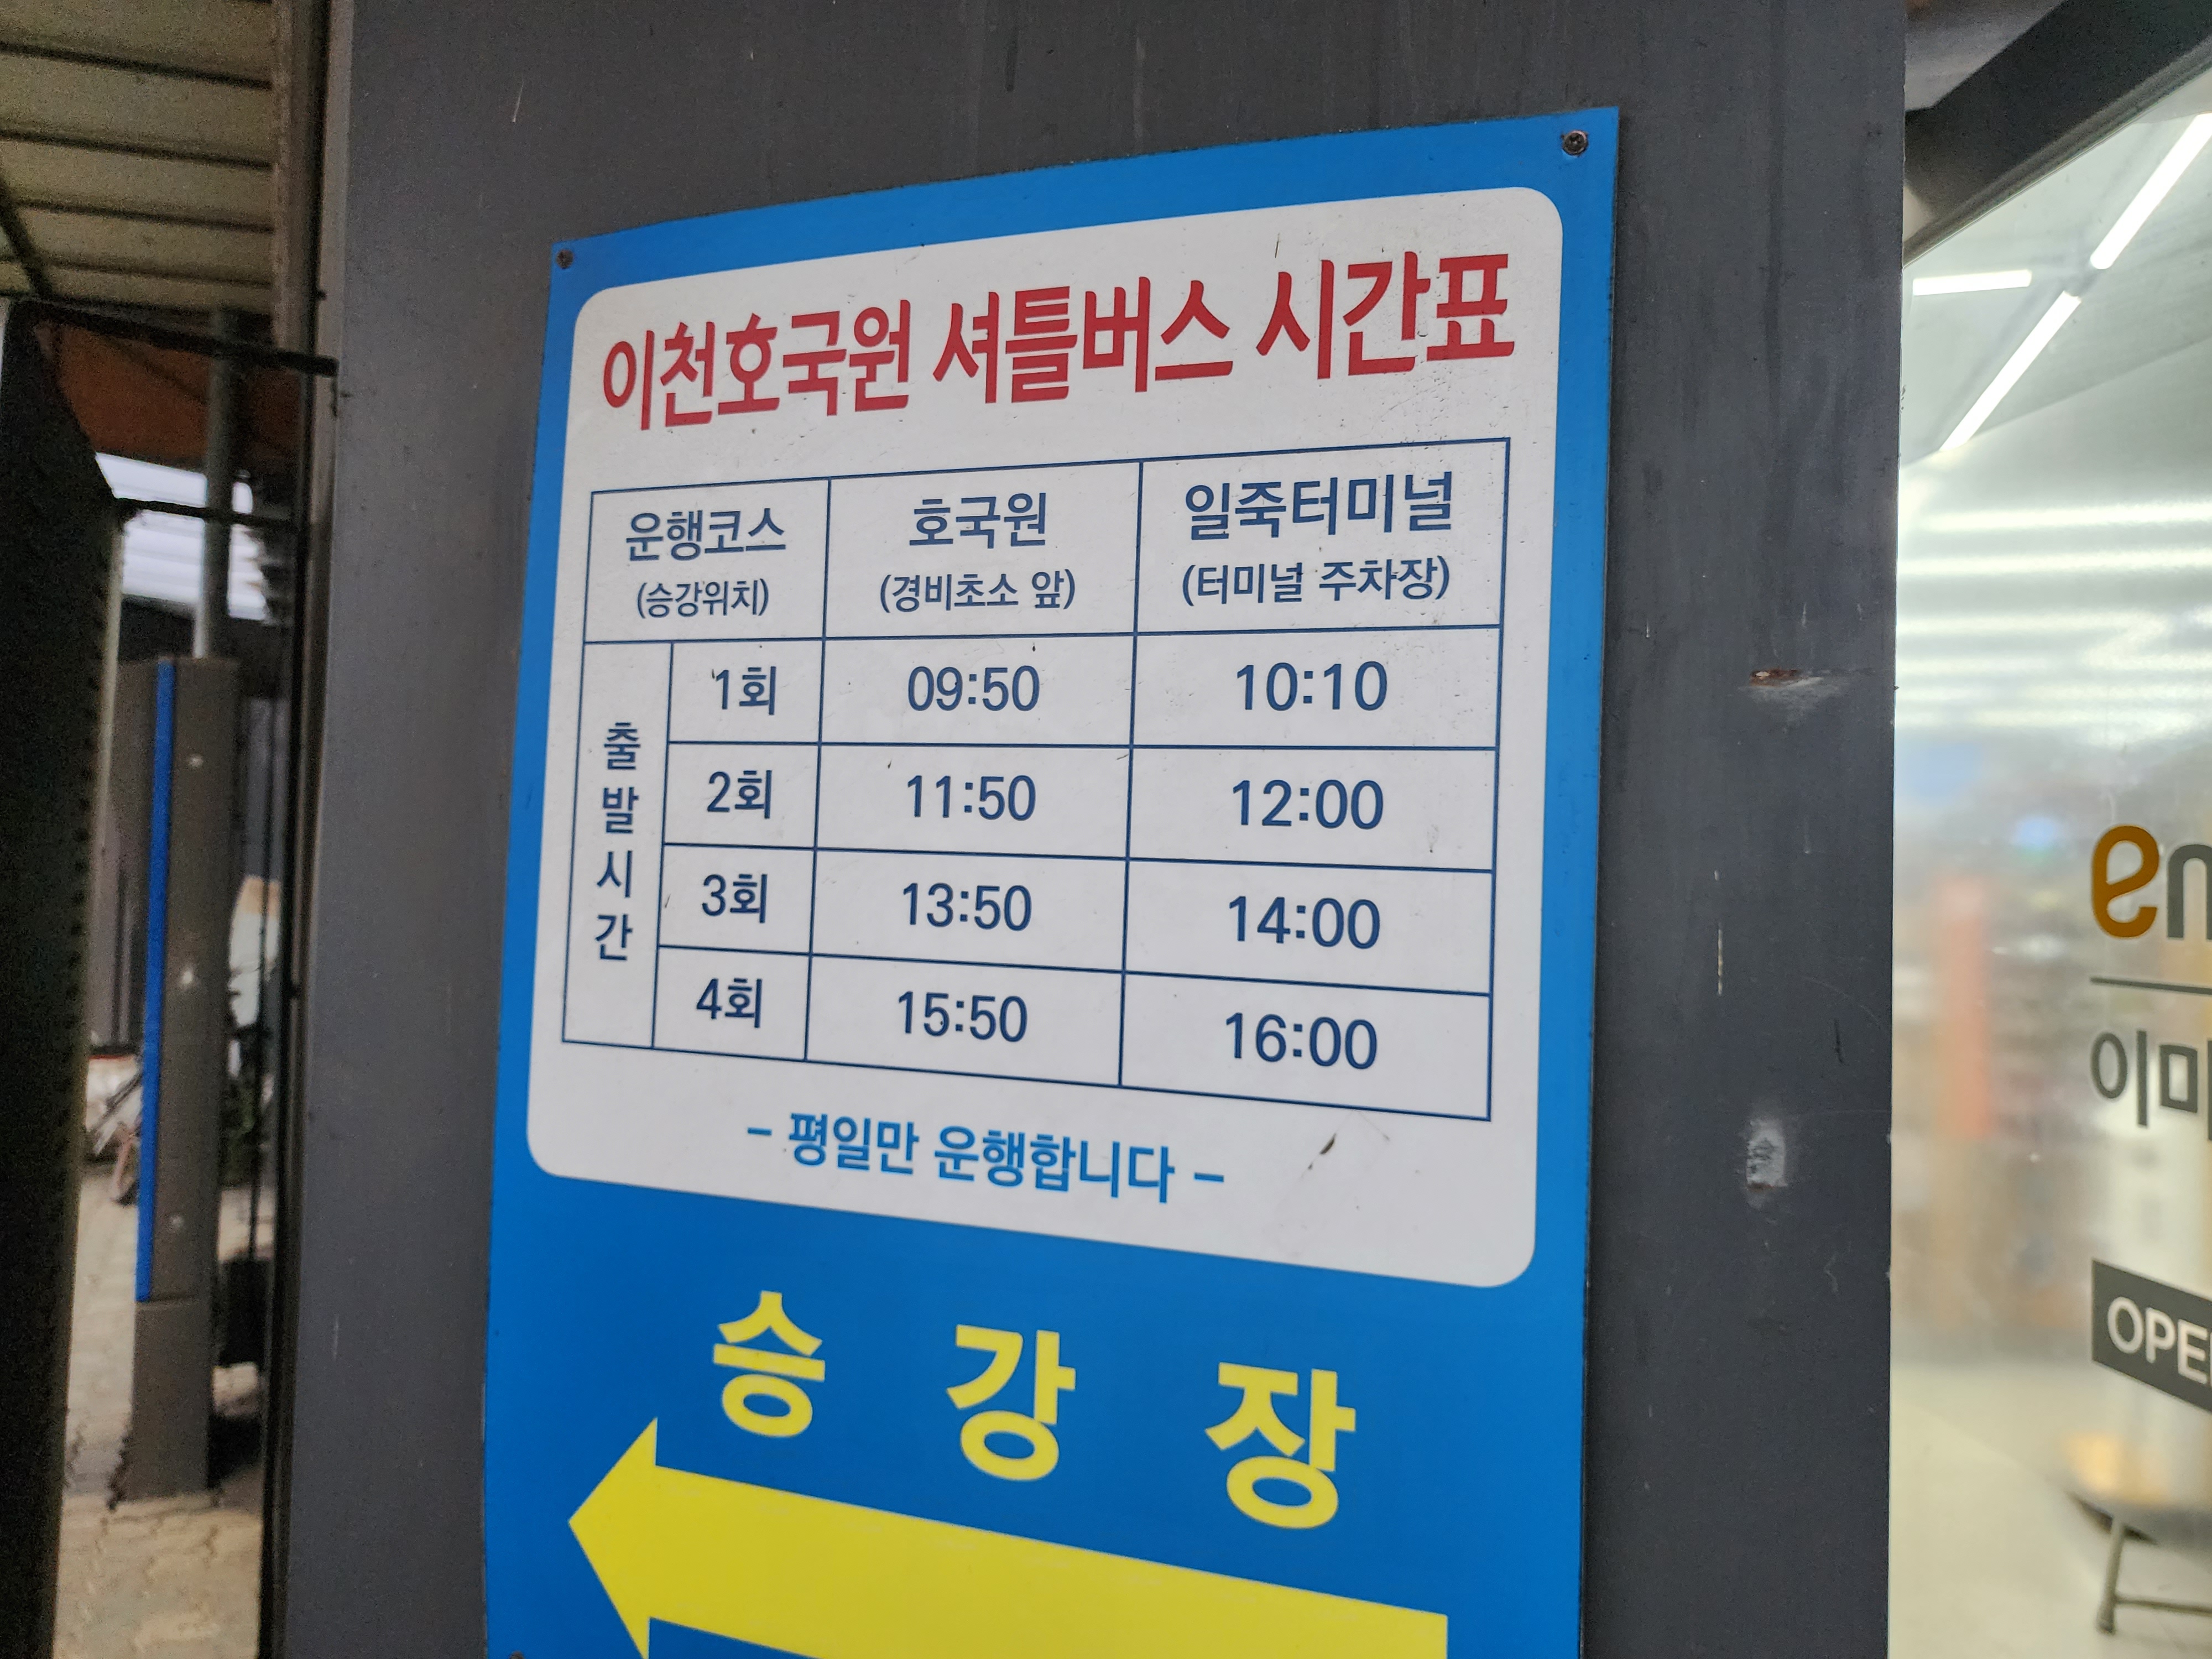 이천호국원 셔틀버스 시간표
운행코스 호국원 일죽터미널
(승강위치) (경비초소 앞) (터미널 주차장)
출발시간
1회 09:50 10:10
2회 11:50 12:00
3회 13:50 14:00
4회 15:50 16:00
- 평일만 운행합니다 -
승 강 장